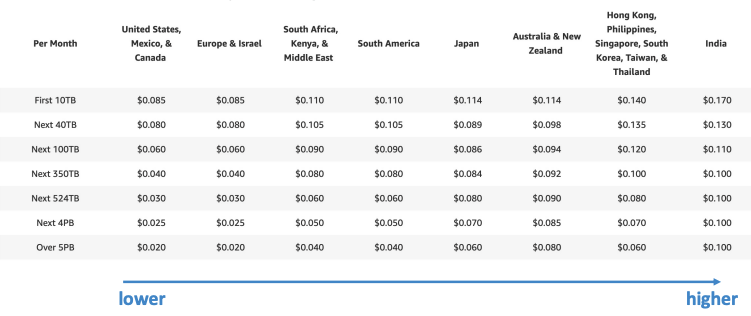 Per Month United States, Mexico, & Canada Europe & Israel South Africa, Kenya, & Middle East South America Japan Australia & New Zealand Hong Kong, Philippines, Singapore, South Korea, Taiwan, & Thailand India
First 10TB $0.085 $0.085 $0.110 $0.110 $0.114 $0.114 $0.140 $0.170
Next 40TB $0.080 $0.080 $0.105 $0.105 $0.089 $0.098 $0.135 $0.130
Next 100TB $0.060 $0.060 $0.090 $0.090 $0.086 $0.094 $0.120 $0.110
Next 350TB $0.040 $0.040 $0.080 $0.080 $0.084 $0.092 $0.100 $0.100
Next 524TB $0.030 $0.030 $0.060 $0.060 $0.080 $0.090 $0.080 $0.100
Next 4PB $0.025 $0.025 $0.050 $0.050 $0.070 $0.085 $0.070 $0.100
Over 5PB $0.020 $0.020 $0.040 $0.040 $0.060 $0.080 $0.060 $0.100
lower higher